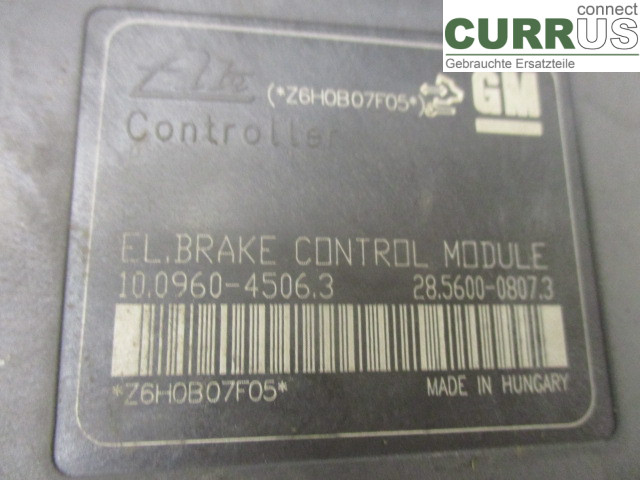 connect
CURRUS
Gebrauchte Ersatzteile
Ate (*Z6H0B07F05*) GM
Controller
EL.BRAKE CONTROL MODULE
10.0960-4506.3 28.5600-0807.3
*Z6H0B07F05* MADE IN HUNGARY